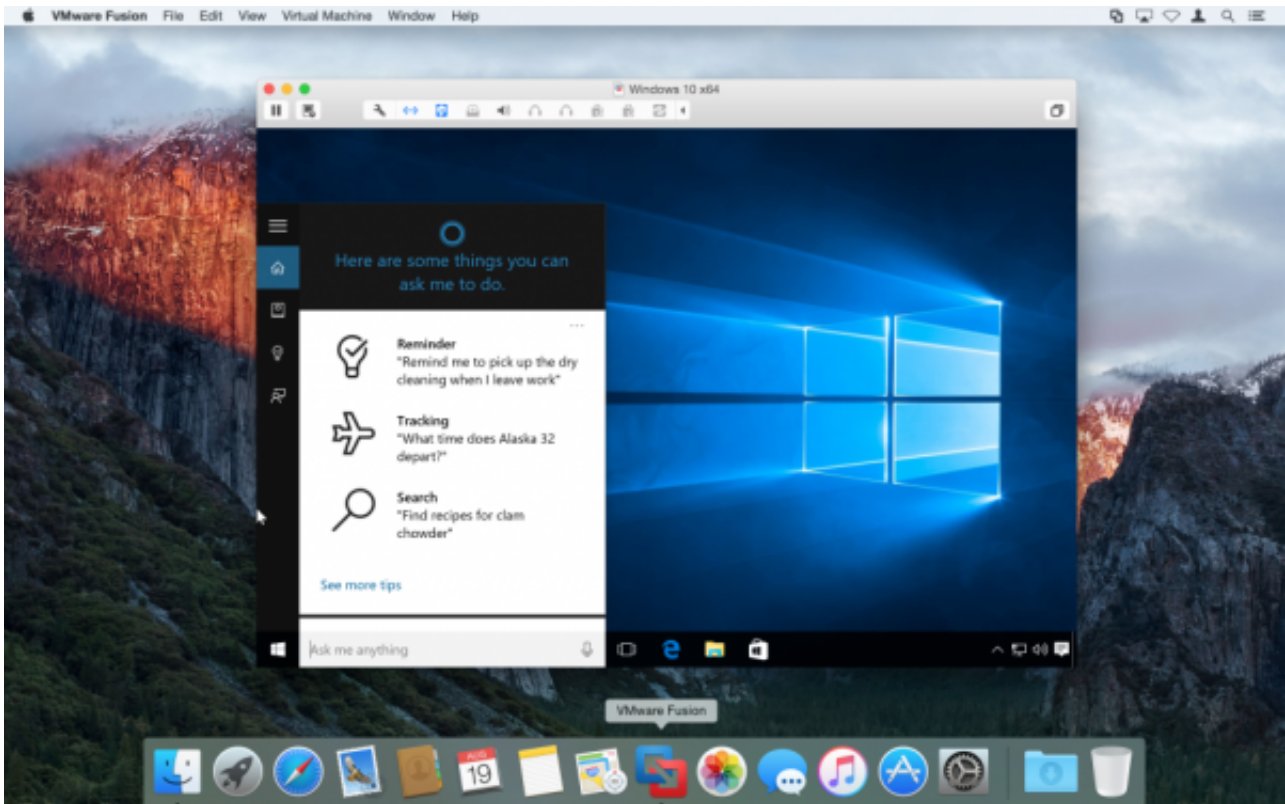 VMware Fusion File Edit View Virtual Machine Window Help
Windows 10 x64
Here are some things you can
ask me to do.
Reminder
"Remind me to pick up the dry
cleaning when I leave work"
Tracking
"What time does Alaska 32
depart?"
Search
"Find recipes for clam
chowder"
See more tips
Ask me anything
VMware Fusion
AUG
19